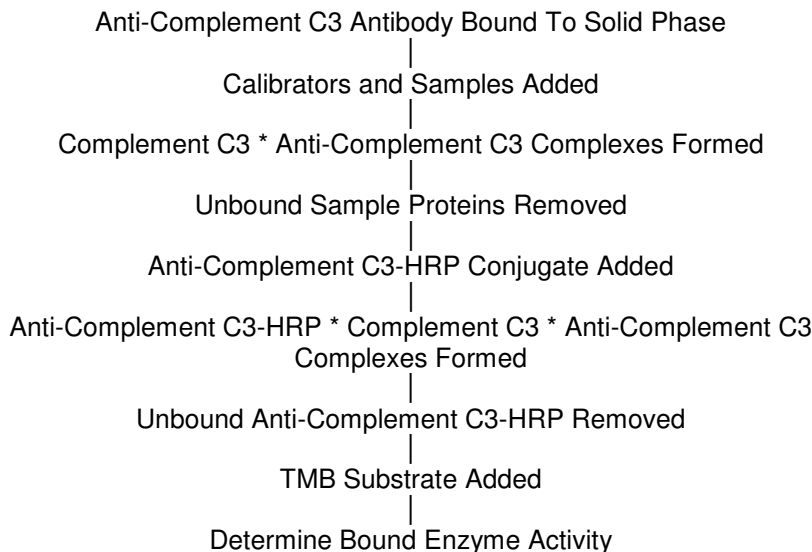 Anti-Complement C3 Antibody Bound To Solid Phase
Calibrators and Samples Added
Complement C3 * Anti-Complement C3 Complexes Formed
Unbound Sample Proteins Removed
Anti-Complement C3-HRP Conjugate Added
Anti-Complement C3-HRP * Complement C3 * Anti-Complement C3
Complexes Formed
Unbound Anti-Complement C3-HRP Removed
TMB Substrate Added
Determine Bound Enzyme Activity